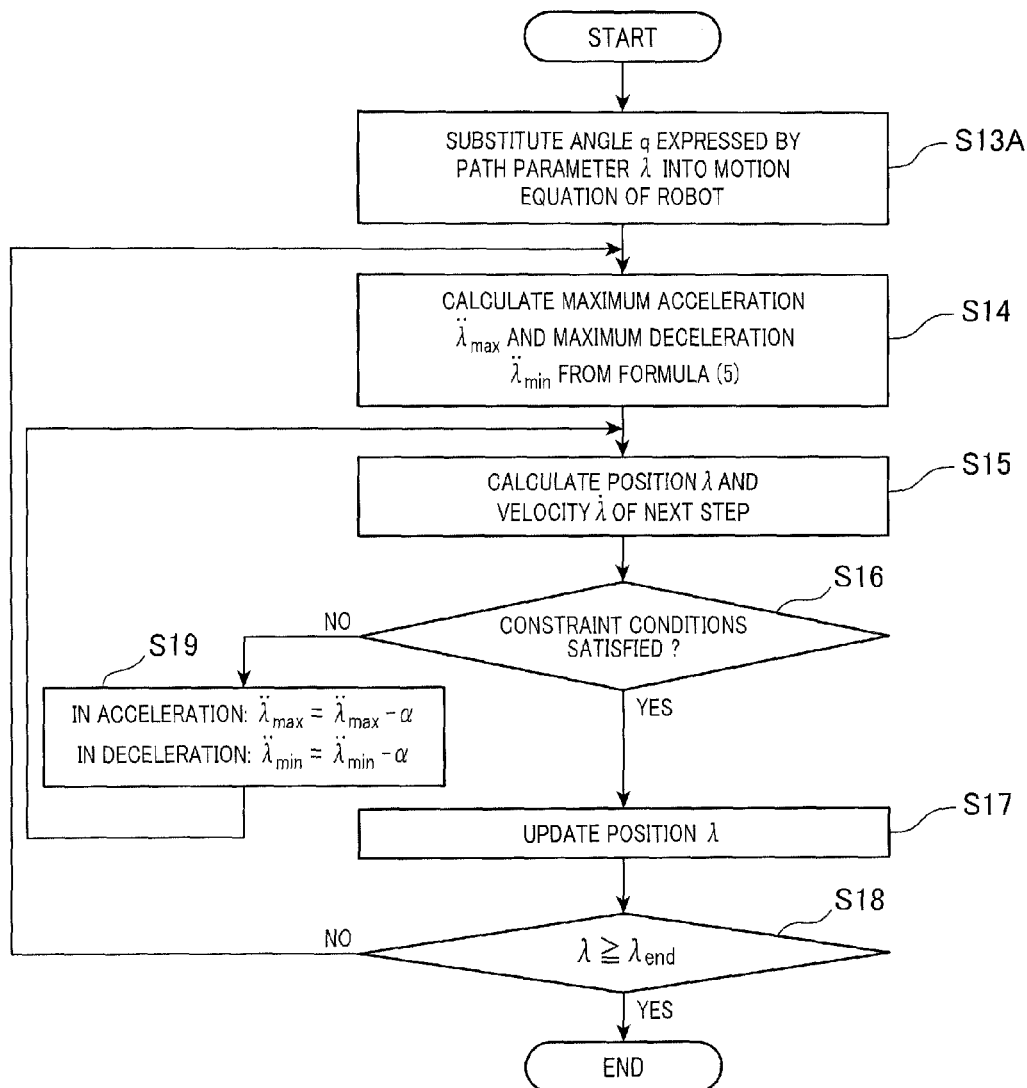 START
SUBSTITUTE ANGLE q EXPRESSED BY
PATH PARAMETER λ INTO MOTION
EQUATION OF ROBOT
S13A
CALCULATE MAXIMUM ACCELERATION
λ̈max AND MAXIMUM DECELERATION
λ̈min FROM FORMULA (5)
S14
CALCULATE POSITION λ AND
VELOCITY λ̇ OF NEXT STEP
S15
S16
CONSTRAINT CONDITIONS
SATISFIED ?
NO
YES
S19
IN ACCELERATION: λ̈max = λ̈max - α
IN DECELERATION: λ̈min = λ̈min - α
UPDATE POSITION λ
S17
S18
λ ≧ λend
NO
YES
END